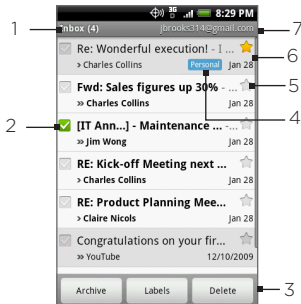 3G 8:29 PM
1
Inbox (4) jbrooks314@gmail.com
7
Re: Wonderful execution! - I ...
6
› Charles Collins Personal Jan 28
5
Fwd: Sales figures up 30% - ...
» Charles Collins Jan 28
4
2
[IT Ann...] - Maintenance ... -...
» Jim Wong Jan 28
RE: Kick-off Meeting next ...
› Charles Collins Jan 28
RE: Product Planning Mee...
› Claire Nicols Jan 28
Congratulations on your fir...
» YouTube 12/10/2009
Archive Labels Delete
3